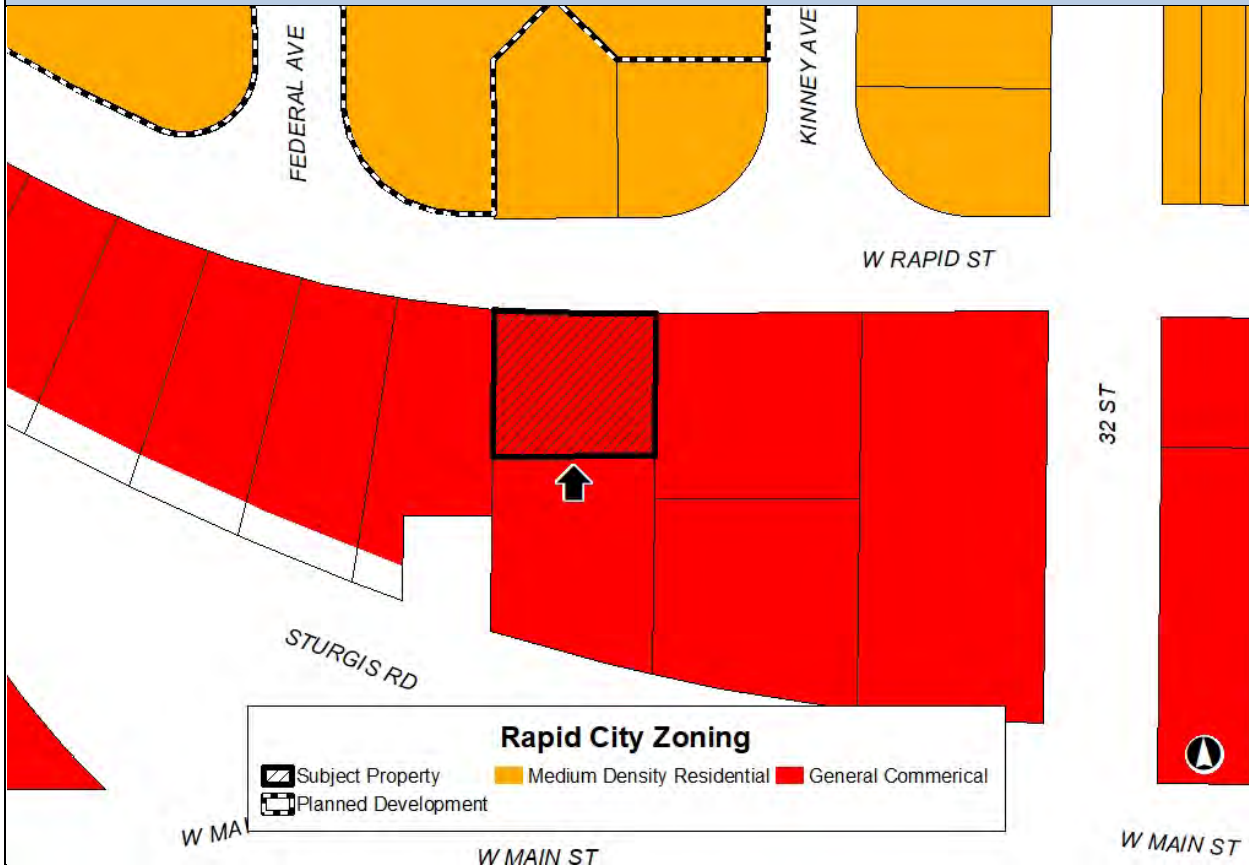 FEDERAL AVE
KINNEY AVE
W RAPID ST
32 ST
STURGIS RD
Rapid City Zoning
Subject Property
Medium Density Residential
General Commerical
Planned Development
W MAI
W MAIN ST
W MAIN ST